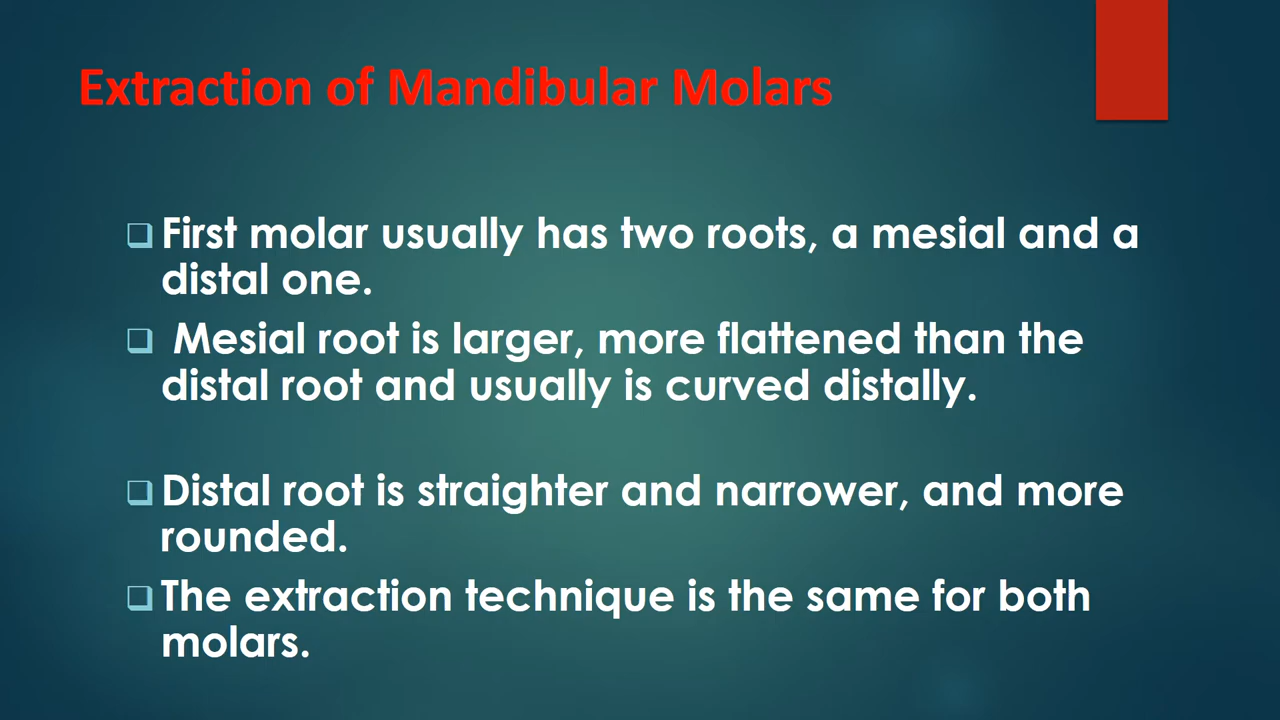 Extraction of Mandibular Molars
❑ First molar usually has two roots, a mesial and a
distal one.
❑ Mesial root is larger, more flattened than the
distal root and usually is curved distally.
❑ Distal root is straighter and narrower, and more
rounded.
❑ The extraction technique is the same for both
molars.